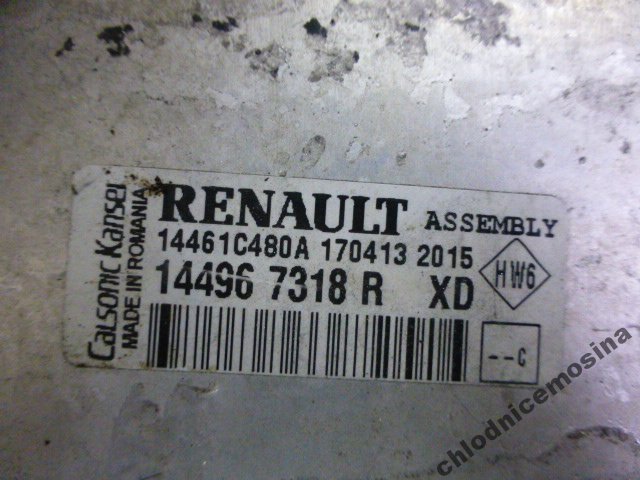 RENAULT ASSEMBLY
14461C480A 170413 2015
14496 7318 R XD
HW6
--C
Calsonic Kansei
MADE IN ROMANIA
chlodnicemosina